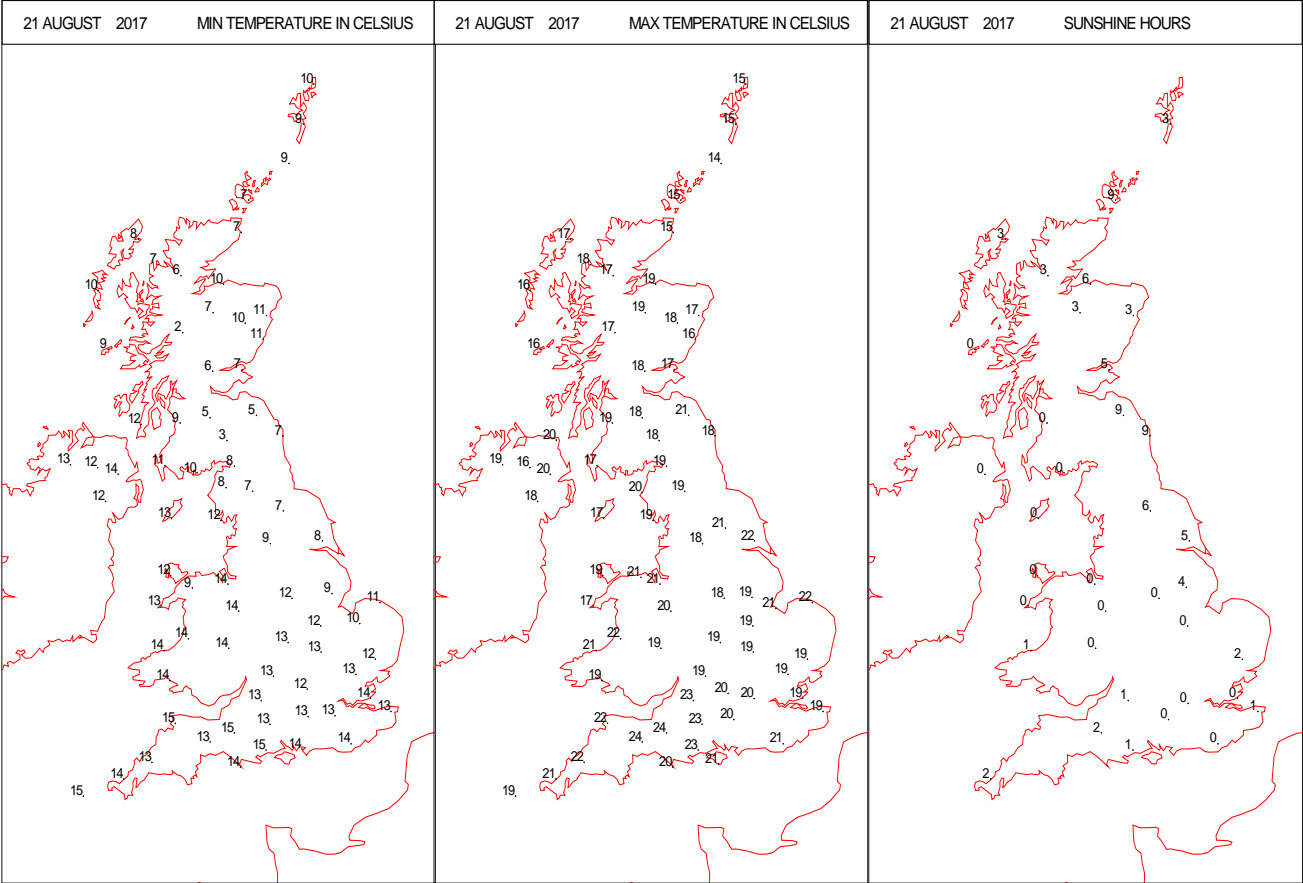 21 AUGUST 2017 MIN TEMPERATURE IN CELSIUS
21 AUGUST 2017 MAX TEMPERATURE IN CELSIUS
21 AUGUST 2017 SUNSHINE HOURS
10. 15.
9. 15. 3.
9. 14.
7. 15. 9.
7. 15.
8. 17. 3.
7. 18.
6. 17. 3.
10. 10. 16. 19. 6.
7. 11. 19. 17. 3. 3.
10. 18.
2. 11. 17. 16.
9. 16. 0.
6. 7. 18. 17. 5.
5. 5. 18. 21. 9.
12. 9. 19. 0.
3. 7. 20. 18. 18. 9.
13. 12. 11. 8. 19. 16. 17. 19.
14. 10. 20. 0. 0.
8. 7. 20. 19.
12. 18.
7. 6.
13. 12. 17. 19. 0.
21.
9. 8. 18. 22. 5.
12. 19. 21. 0.
9. 14. 21. 0. 4.
12. 9. 18. 19. 0.
13. 14. 11. 17. 20. 21. 22. 0. 0.
12. 10. 19. 0.
14. 13. 22. 19.
14. 14. 13. 21. 19. 19. 1. 0.
12. 19. 2.
14. 13. 13. 19. 19. 19.
12. 20.
13. 14. 23. 20. 19. 1. 0. 0.
13. 19. 1.
15. 13. 13. 13. 22. 23. 20. 0.
15. 24. 2.
13. 15. 14. 14. 24. 23. 21. 1. 0.
13. 14. 22. 20. 21.
14. 21. 2.
15. 19.